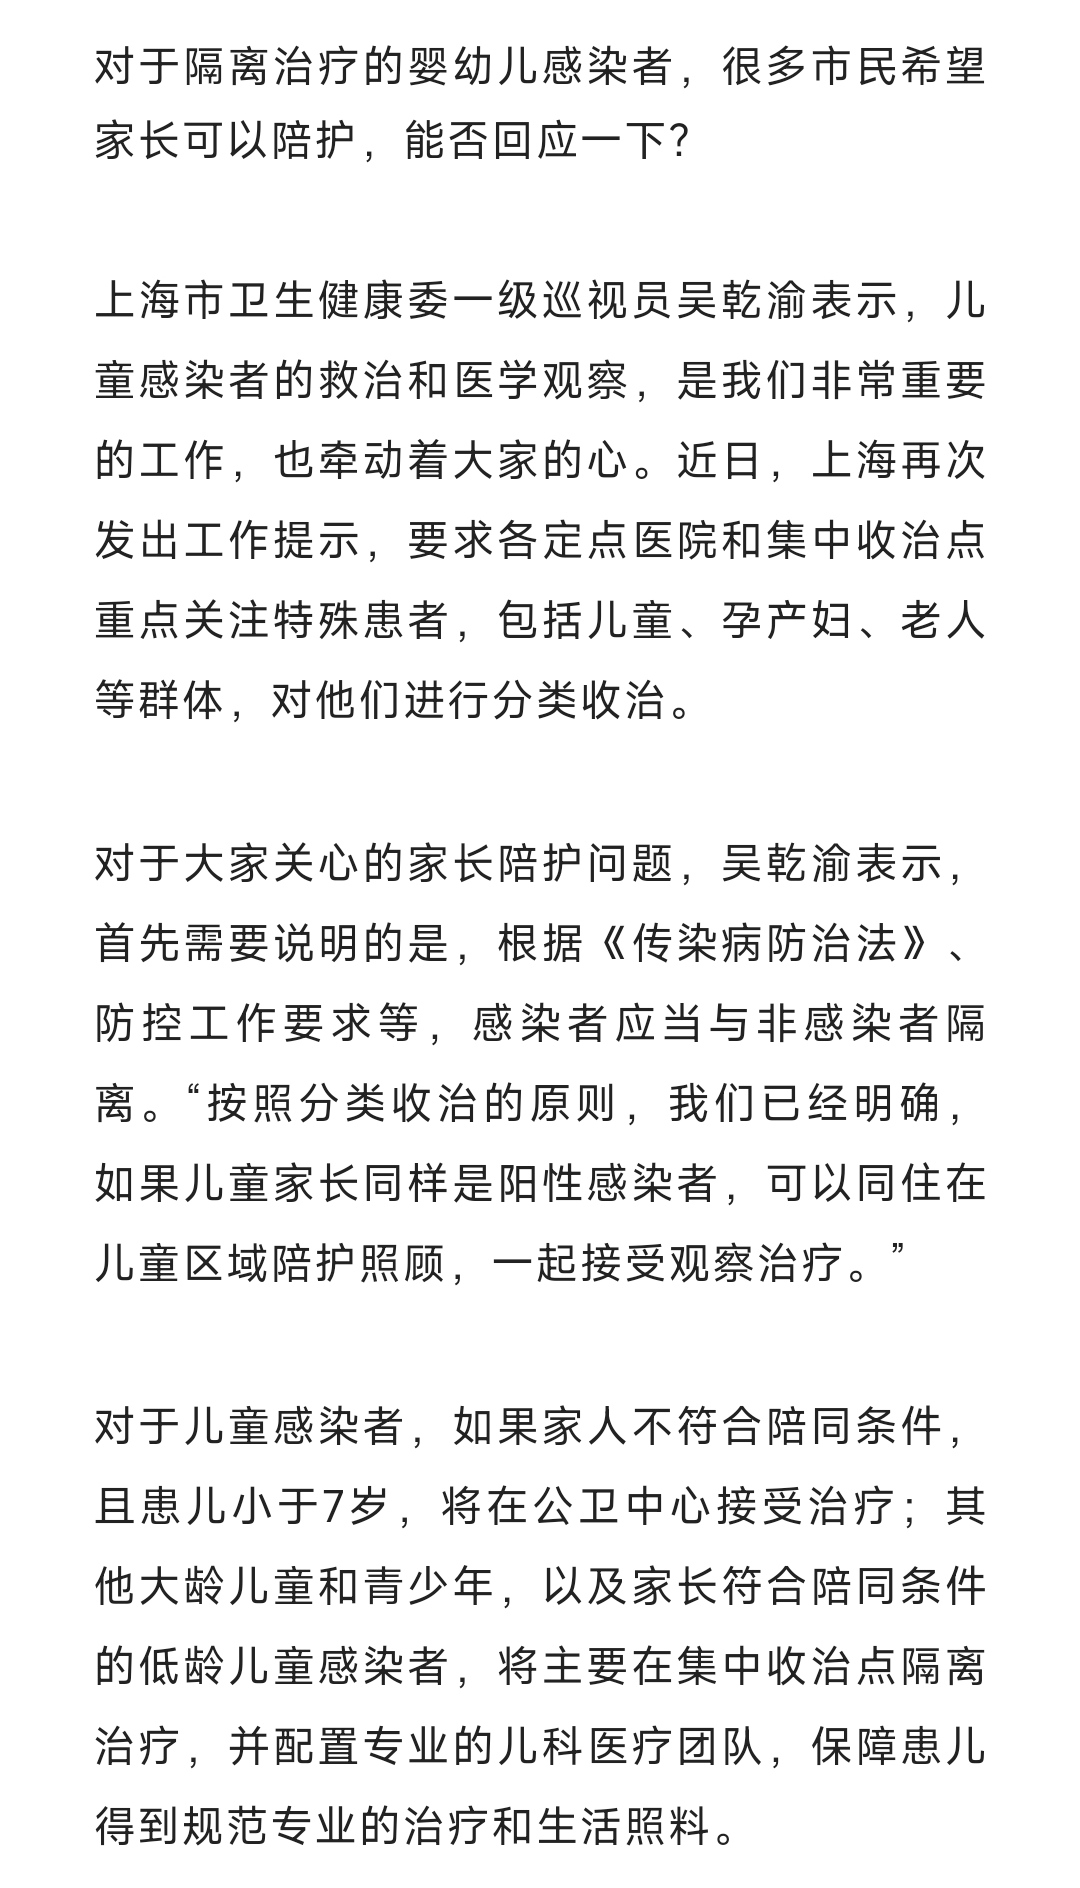 对于隔离治疗的婴幼儿感染者，很多市民希望
家长可以陪护，能否回应一下？
上海市卫生健康委一级巡视员吴乾渝表示，儿
童感染者的救治和医学观察，是我们非常重要
的工作，也牵动着大家的心。近日，上海再次
发出工作提示，要求各定点医院和集中收治点
重点关注特殊患者，包括儿童、孕产妇、老人
等群体，对他们进行分类收治。
对于大家关心的家长陪护问题，吴乾渝表示，
首先需要说明的是，根据《传染病防治法》、
防控工作要求等，感染者应当与非感染者隔
离。“按照分类收治的原则，我们已经明确，
如果儿童家长同样是阳性感染者，可以同住在
儿童区域陪护照顾，一起接受观察治疗。”
对于儿童感染者，如果家人不符合陪同条件，
且患儿小于7岁，将在公卫中心接受治疗；其
他大龄儿童和青少年，以及家长符合陪同条件
的低龄儿童感染者，将主要在集中收治点隔离
治疗，并配置专业的儿科医疗团队，保障患儿
得到规范专业的治疗和生活照料。